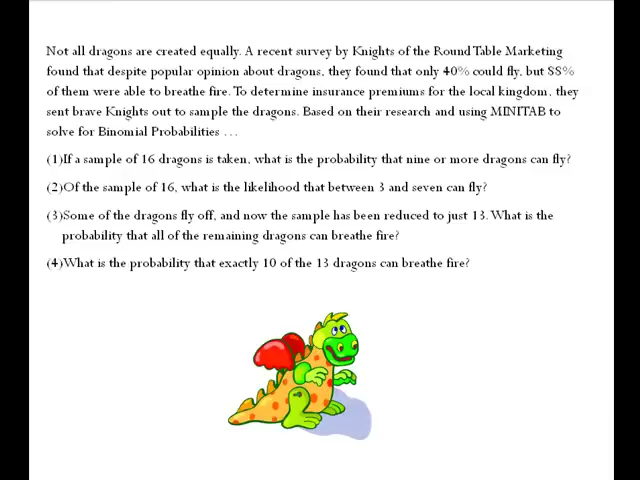 Not all dragons are created equally. A recent survey by Knights of the Round Table Marketing
found that despite popular opinion about dragons, they found that only 40% could fly, but 88%
of them were able to breathe fire. To determine insurance premiums for the local kingdom, they
sent brave Knights out to sample the dragons. Based on their research and using MINITAB to
solve for Binomial Probabilities …
(1)If a sample of 16 dragons is taken, what is the probability that nine or more dragons can fly?
(2)Of the sample of 16, what is the likelihood that between 3 and seven can fly?
(3)Some of the dragons fly off, and now the sample has been reduced to just 13. What is the
probability that all of the remaining dragons can breathe fire?
(4)What is the probability that exactly 10 of the 13 dragons can breathe fire?